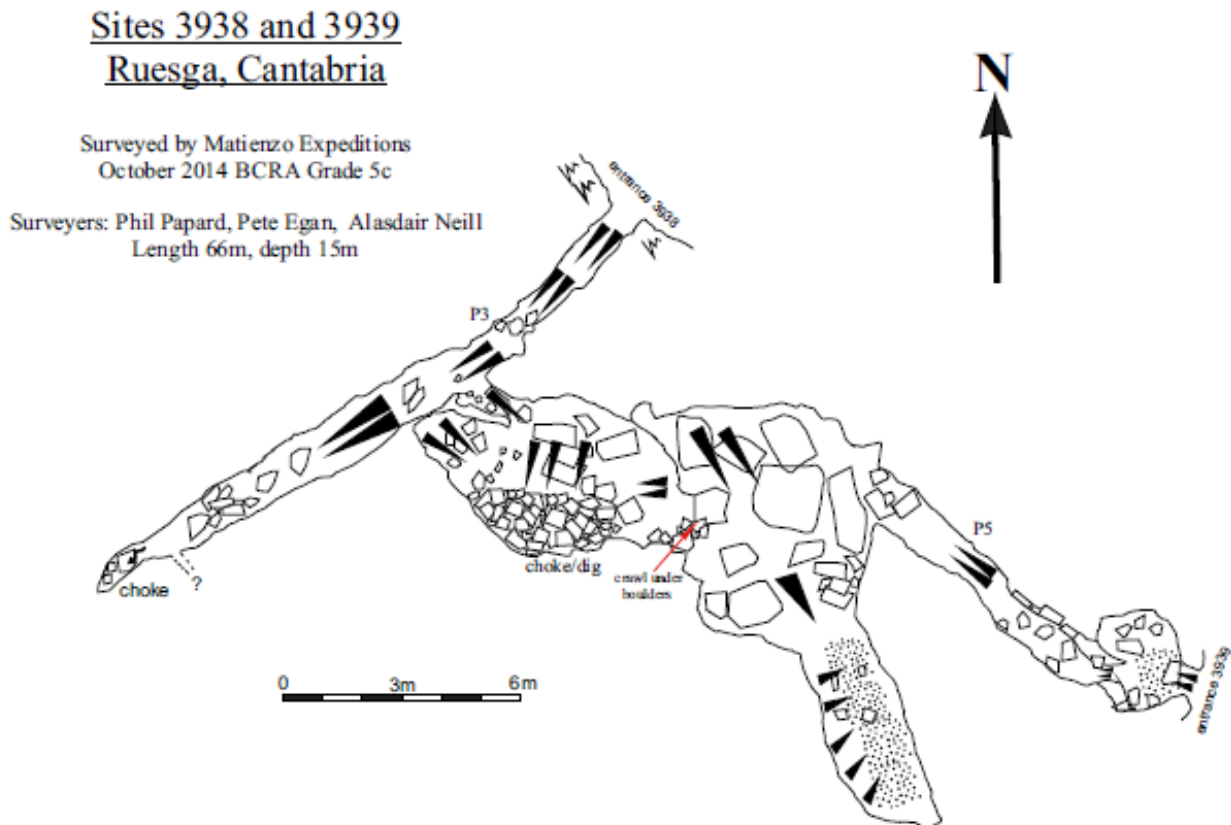 Sites 3938 and 3939
Ruesga, Cantabria
N
Surveyed by Matienzo Expeditions
October 2014 BCRA Grade 5c
Surveyers: Phil Papard, Pete Egan, Alasdair Neill
Length 66m, depth 15m
entrance 3938
P3
P5
choke
?
choke/dig
crawl under
boulders
entrance 3939
0 3m 6m